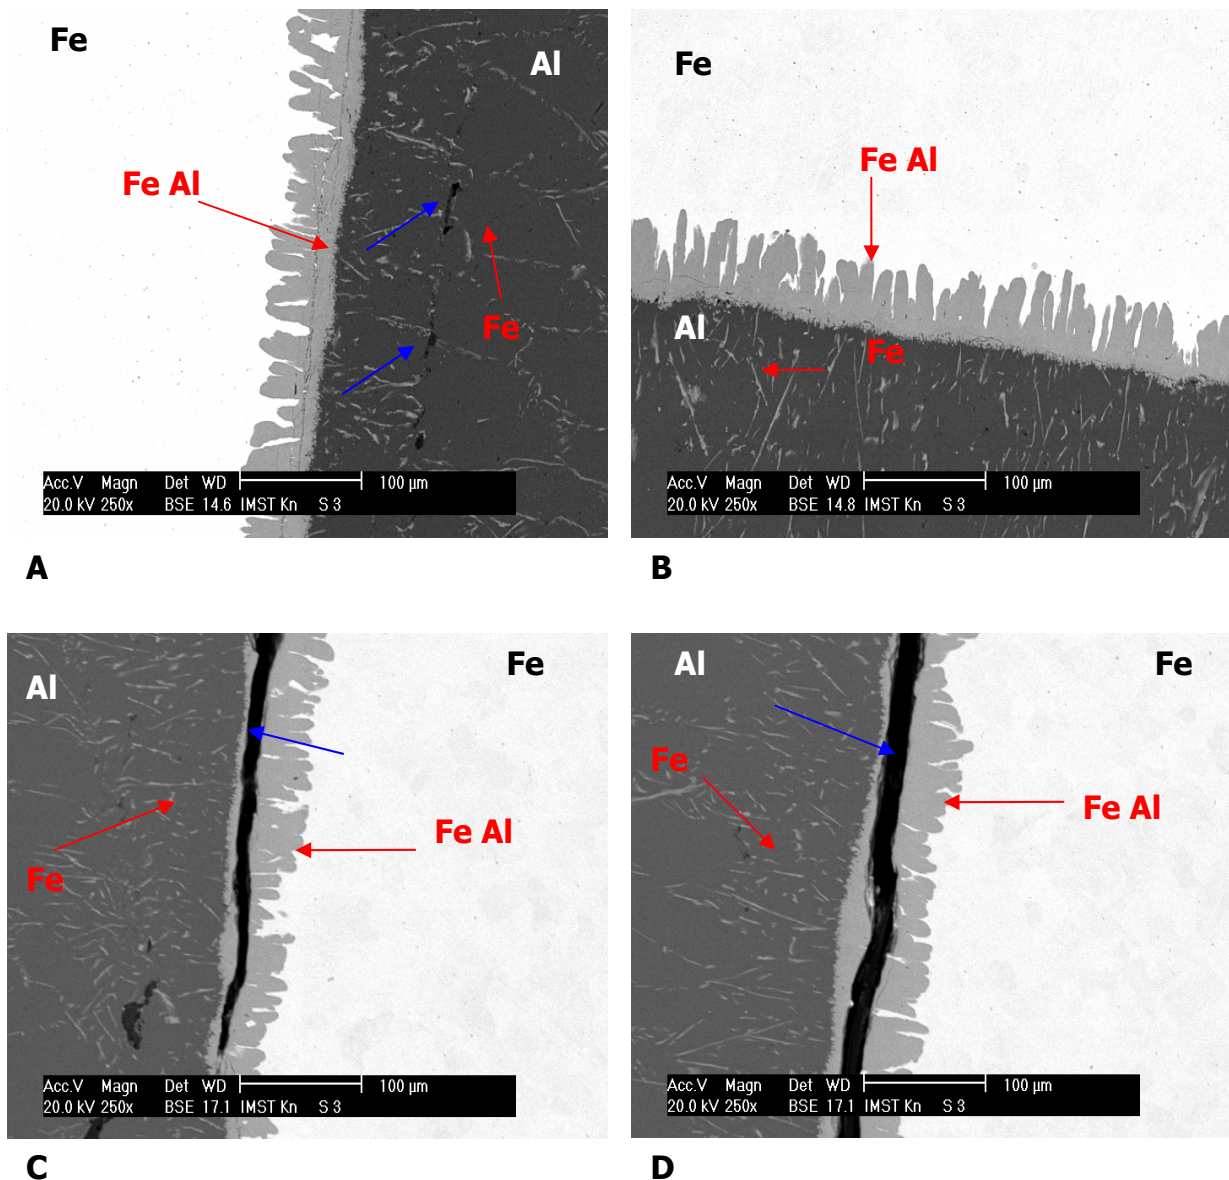 Fe
Al
Fe Al
Fe
Acc.V Magn Det WD 100 µm
20.0 kV 250x BSE 14.6 IMST Kn S 3
A
Fe
Fe Al
Al
Fe
Acc.V Magn Det WD 100 µm
20.0 kV 250x BSE 14.8 IMST Kn S 3
B
Al
Fe
Fe Al
Fe
Acc.V Magn Det WD 100 µm
20.0 kV 250x BSE 17.1 IMST Kn S 3
C
Al
Fe
Fe
Fe Al
Acc.V Magn Det WD 100 µm
20.0 kV 250x BSE 17.1 IMST Kn S 3
D